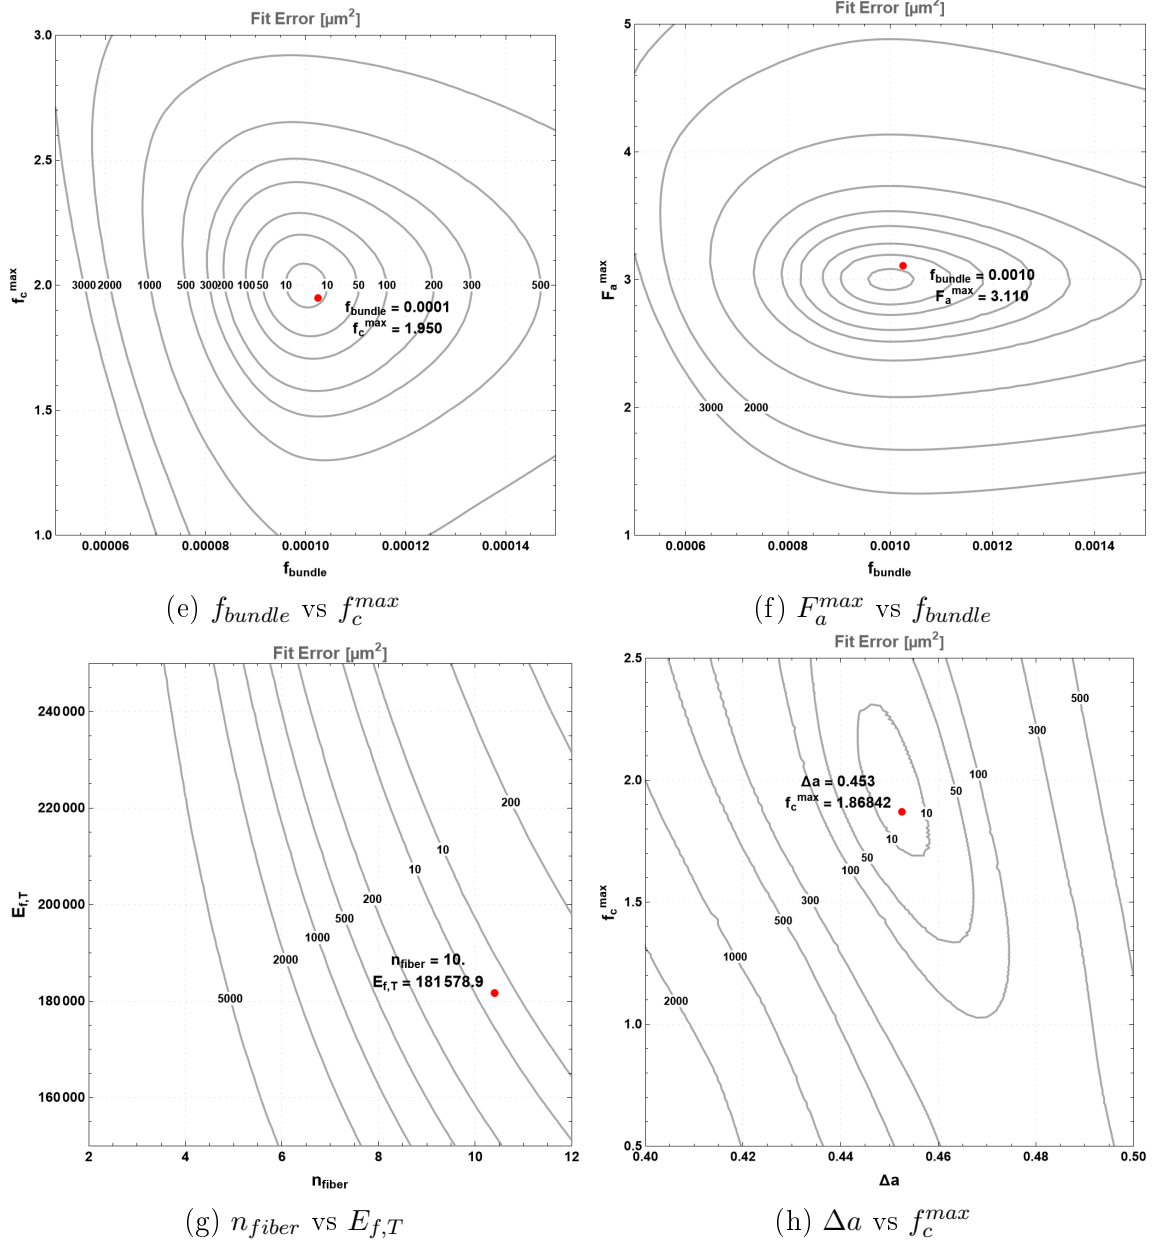 Fit Error [µm²]
3.0
2.5
2.0
1.5
1.0
f_c^max
3000 2000 1000 500 300 200 100 50 10 10 50 100 200 300 500
f_bundle = 0.0001
f_c^max = 1.950
0.00006 0.00008 0.00010 0.00012 0.00014
f_bundle
(e) f_bundle vs f_c^max
Fit Error [µm²]
5
4
3
2
1
F_a^max
f_bundle = 0.0010
F_a^max = 3.110
3000 2000
0.0006 0.0008 0.0010 0.0012 0.0014
f_bundle
(f) F_a^max vs f_bundle
Fit Error [µm²]
240 000
220 000
200 000
180 000
160 000
E_f,T
200
10
10
200
500
1000
2000
5000
n_fiber = 10.
E_f,T = 181 578.9
2 4 6 8 10 12
n_fiber
(g) n_fiber vs E_f,T
Fit Error [µm²]
2.5
2.0
1.5
1.0
0.5
f_c^max
500
300
100
50
Δa = 0.453
f_c^max = 1.86842
10
10
50
100
300
500
1000
2000
0.40 0.42 0.44 0.46 0.48 0.50
Δa
(h) Δa vs f_c^max